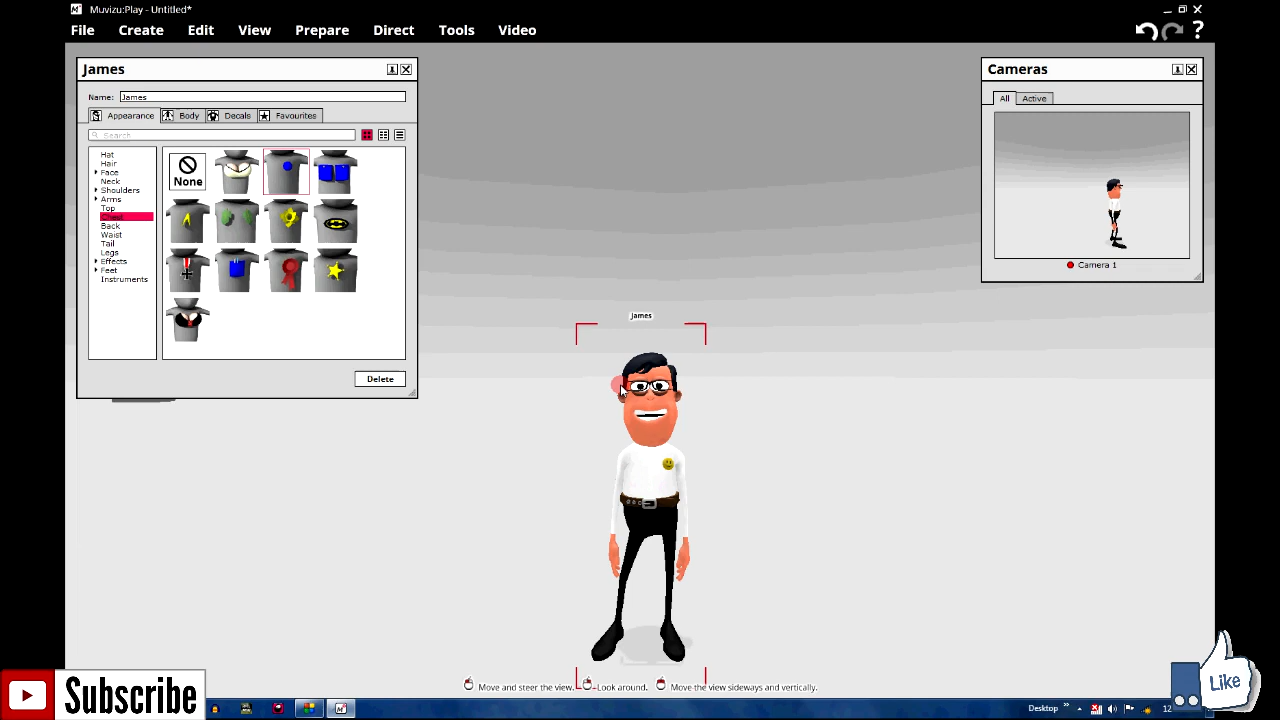 Muvizu:Play - Untitled*
File Create Edit View Prepare Direct Tools Video ?
James
Name: James
Appearance Body Decals Favourites
Search
Hat
Hair
Face
Neck
Shoulders
Arms
Top
Chest
Back
Waist
Tail
Legs
Effects
Feet
Instruments
None
Delete
Cameras
All Active
Camera 1
James
Move and steer the view. Look around. Move the view sideways and vertically.
Subscribe
Like
Desktop
12